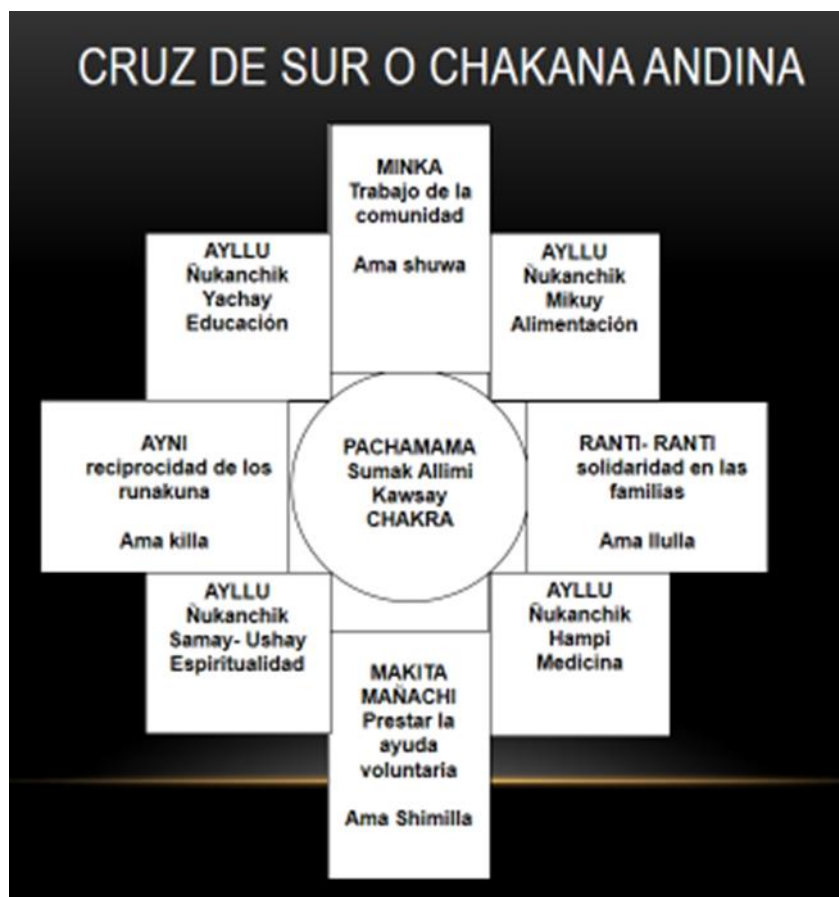 CRUZ DE SUR O CHAKANA ANDINA
MINKA
Trabajo de la
comunidad
Ama shuwa
AYLLU
Ñukanchik
Yachay
Educación
AYLLU
Ñukanchik
Mikuy
Alimentación
AYNI
reciprocidad de los
runakuna
Ama killa
PACHAMAMA
Sumak Allimi
Kawsay
CHAKRA
RANTI- RANTI
solidaridad en las
familias
Ama llulla
AYLLU
Ñukanchik
Samay- Ushay
Espiritualidad
MAKITA
MAÑACHI
Prestar la
ayuda
voluntaria
Ama Shimilla
AYLLU
Ñukanchik
Hampi
Medicina